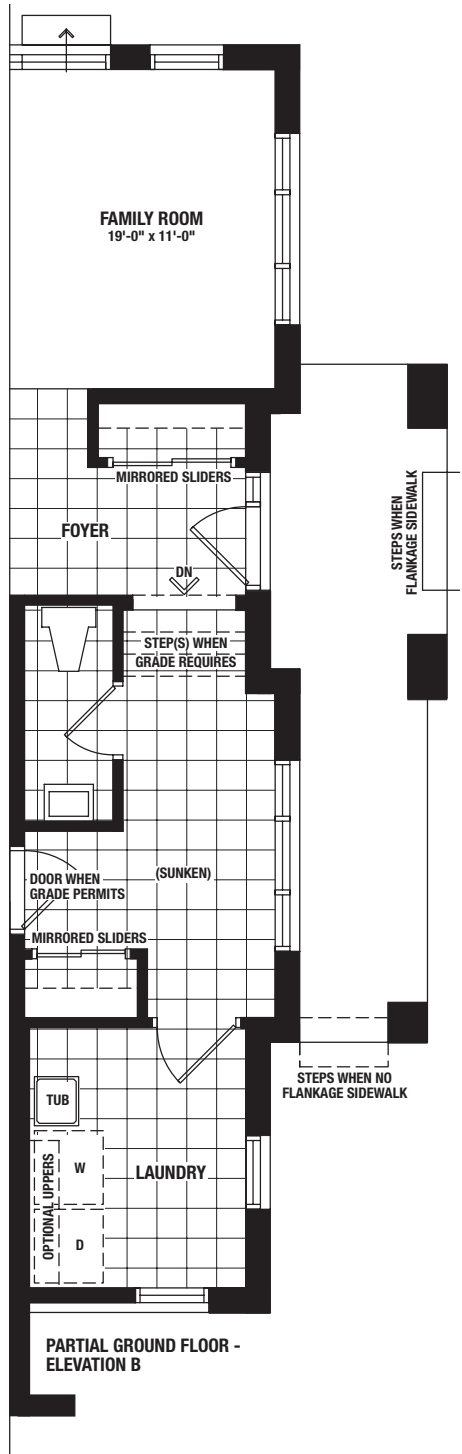 FAMILY ROOM
19'-0" x 11'-0"
MIRRORED SLIDERS
FOYER
STEPS WHEN
FLANKAGE SIDEWALK
DN
STEP(S) WHEN
GRADE REQUIRES
DOOR WHEN
GRADE PERMITS
(SUNKEN)
MIRRORED SLIDERS
STEPS WHEN NO
FLANKAGE SIDEWALK
TUB
W
LAUNDRY
OPTIONAL UPPERS
D
PARTIAL GROUND FLOOR -
ELEVATION B